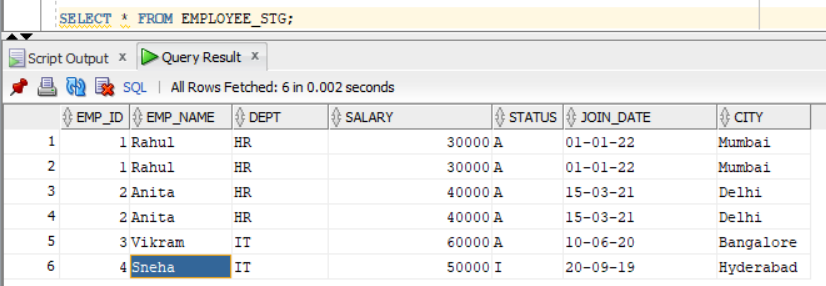 SELECT * FROM EMPLOYEE_STG;
Script Output x Query Result x
SQL | All Rows Fetched: 6 in 0.002 seconds
EMP_ID EMP_NAME DEPT SALARY STATUS JOIN_DATE CITY
1 1 Rahul HR 30000 A 01-01-22 Mumbai
2 1 Rahul HR 30000 A 01-01-22 Mumbai
3 2 Anita HR 40000 A 15-03-21 Delhi
4 2 Anita HR 40000 A 15-03-21 Delhi
5 3 Vikram IT 60000 A 10-06-20 Bangalore
6 4 Sneha IT 50000 I 20-09-19 Hyderabad